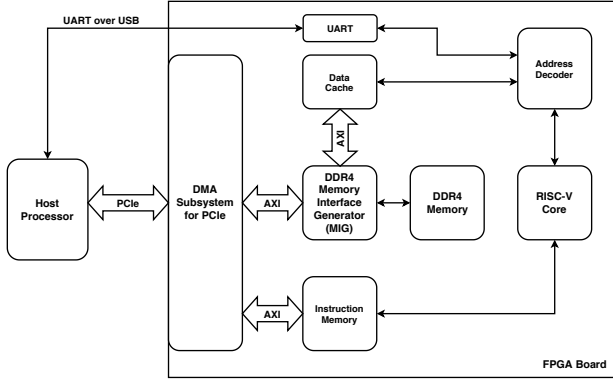 UART over USB
UART
Address
Decoder
Data
Cache
AXI
Host
Processor
PCIe
DMA
Subsystem
for PCIe
AXI
DDR4
Memory
Interface
Generator
(MIG)
DDR4
Memory
RISC-V
Core
AXI
Instruction
Memory
FPGA Board